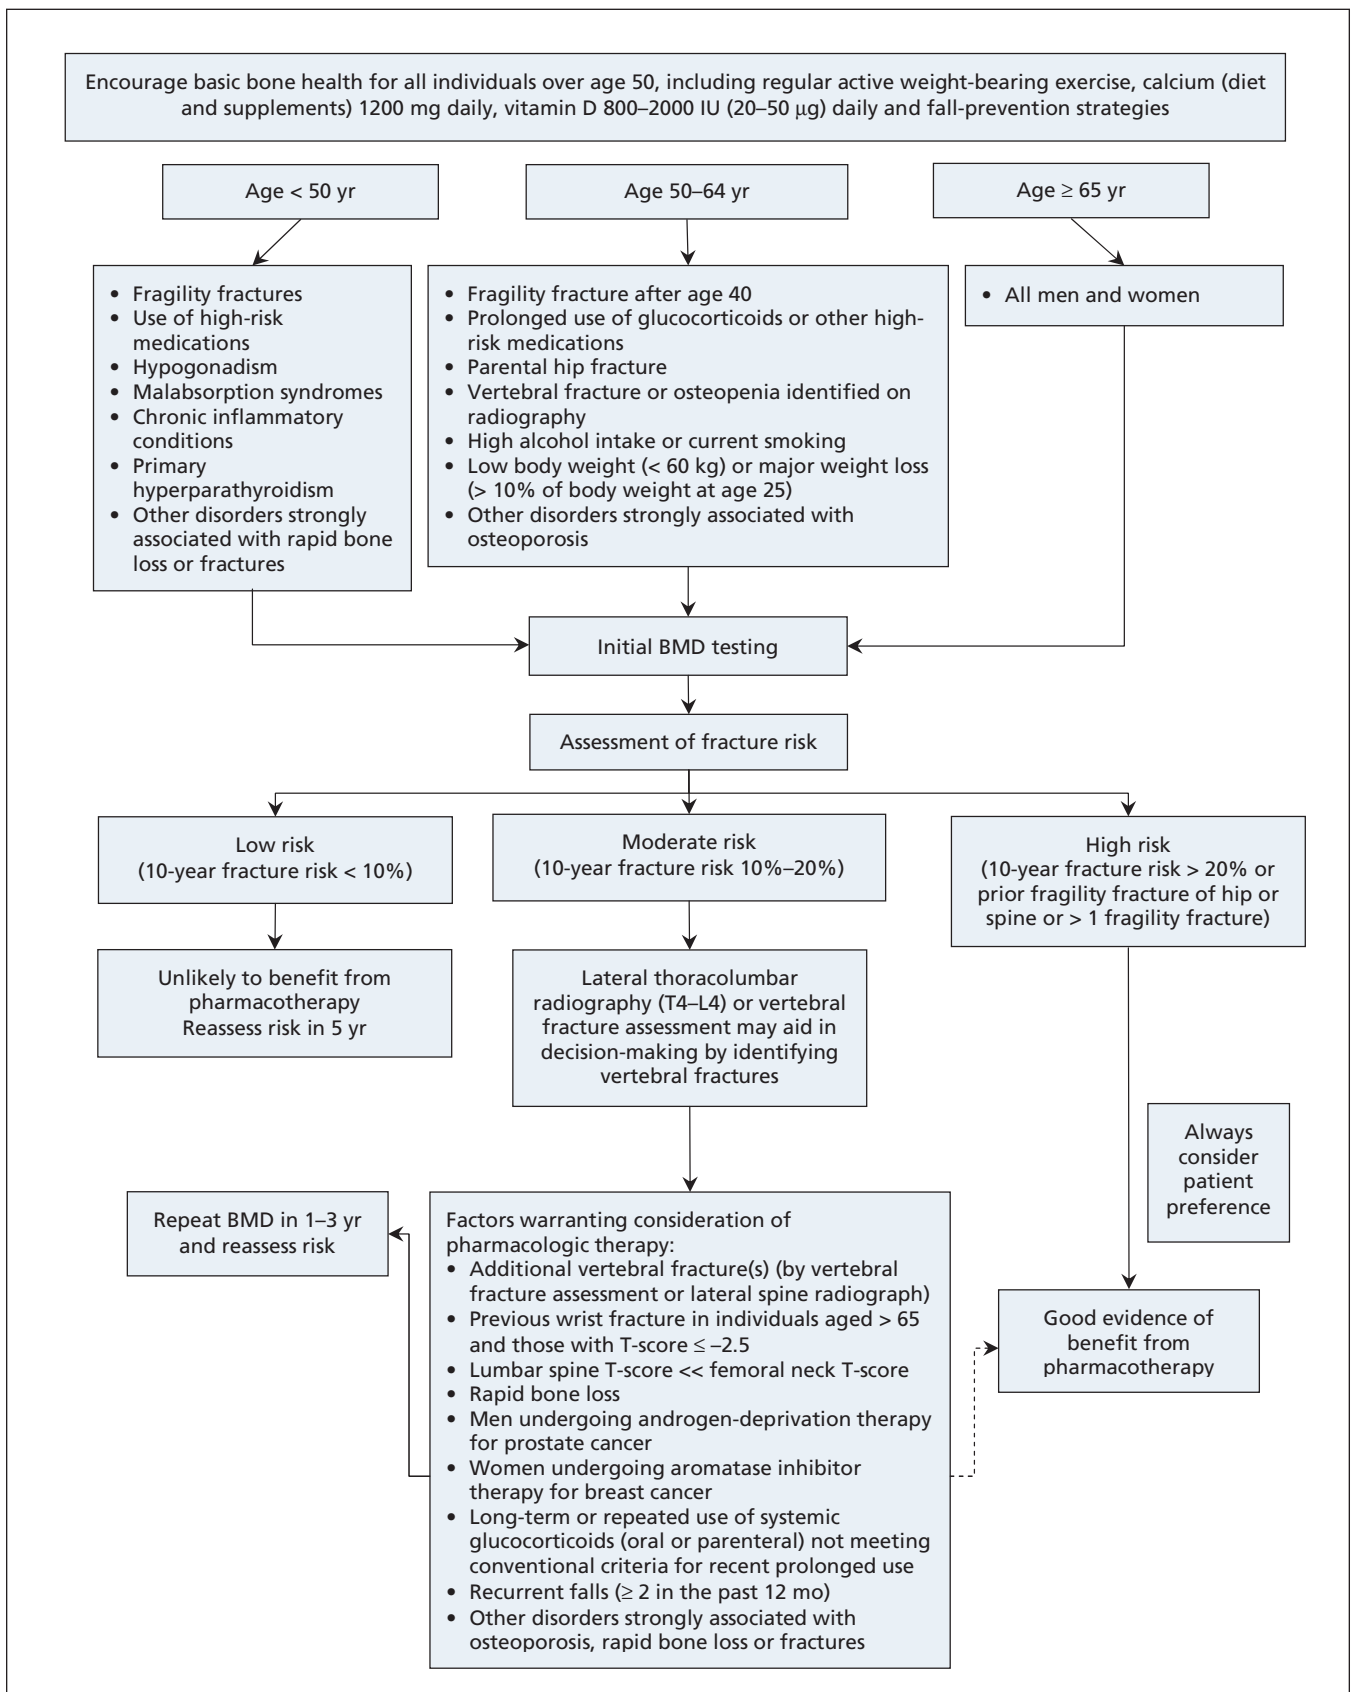 Encourage basic bone health for all individuals over age 50, including regular active weight-bearing exercise, calcium (diet
and supplements) 1200 mg daily, vitamin D 800–2000 IU (20–50 μg) daily and fall-prevention strategies
Age < 50 yr
Age 50–64 yr
Age ≥ 65 yr
• Fragility fractures
• Use of high-risk
medications
• Hypogonadism
• Malabsorption syndromes
• Chronic inflammatory
conditions
• Primary
hyperparathyroidism
• Other disorders strongly
associated with rapid bone
loss or fractures
• Fragility fracture after age 40
• Prolonged use of glucocorticoids or other high-
risk medications
• Parental hip fracture
• Vertebral fracture or osteopenia identified on
radiography
• High alcohol intake or current smoking
• Low body weight (< 60 kg) or major weight loss
(> 10% of body weight at age 25)
• Other disorders strongly associated with
osteoporosis
• All men and women
Initial BMD testing
Assessment of fracture risk
Low risk
(10-year fracture risk < 10%)
Moderate risk
(10-year fracture risk 10%–20%)
High risk
(10-year fracture risk > 20% or
prior fragility fracture of hip or
spine or > 1 fragility fracture)
Unlikely to benefit from
pharmacotherapy
Reassess risk in 5 yr
Lateral thoracolumbar
radiography (T4–L4) or vertebral
fracture assessment may aid in
decision-making by identifying
vertebral fractures
Always
consider
patient
preference
Repeat BMD in 1–3 yr
and reassess risk
Factors warranting consideration of
pharmacologic therapy:
• Additional vertebral fracture(s) (by vertebral
fracture assessment or lateral spine radiograph)
• Previous wrist fracture in individuals aged > 65
and those with T-score ≤ –2.5
• Lumbar spine T-score << femoral neck T-score
• Rapid bone loss
• Men undergoing androgen-deprivation therapy
for prostate cancer
• Women undergoing aromatase inhibitor
therapy for breast cancer
• Long-term or repeated use of systemic
glucocorticoids (oral or parenteral) not meeting
conventional criteria for recent prolonged use
• Recurrent falls (≥ 2 in the past 12 mo)
• Other disorders strongly associated with
osteoporosis, rapid bone loss or fractures
Good evidence of
benefit from
pharmacotherapy